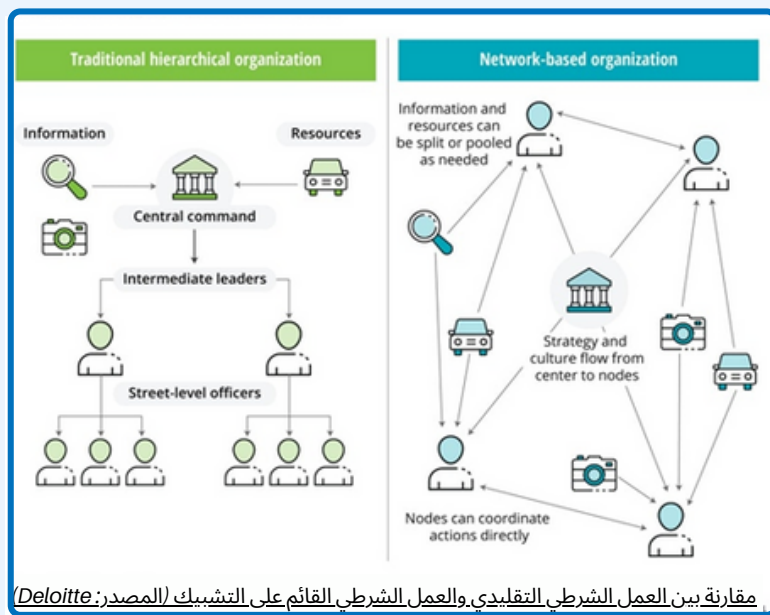 Traditional hierarchical organization
Information
Resources
Central command
Intermediate leaders
Street-level officers
Network-based organization
Information and
resources can
be split or pooled
as needed
Strategy and
culture flow from
center to nodes
Nodes can coordinate
actions directly
مقارنة بين العمل الشرطي التقليدي والعمل الشرطي القائم على التشبيك (المصدر: Deloitte)